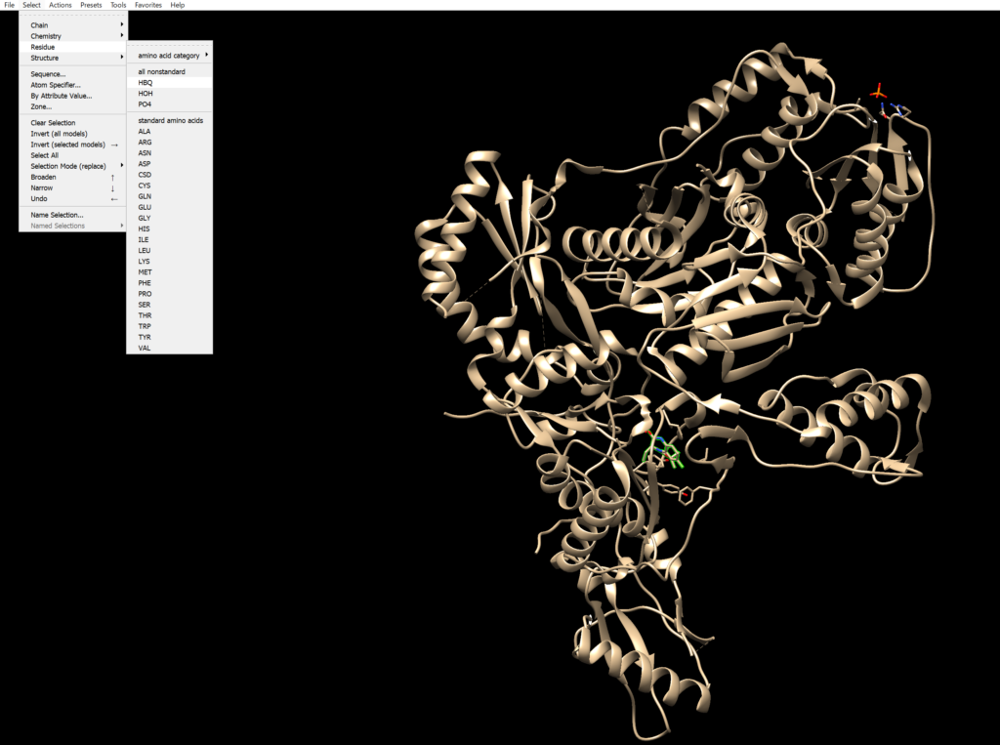 File Select Actions Presets Tools Favorites Help
Chain
Chemistry
Residue
Structure
Sequence...
Atom Specifier...
By Attribute Value...
Zone...
Clear Selection
Invert (all models)
Invert (selected models) →
Select All
Selection Mode (replace)
Broaden ↑
Narrow ↓
Undo ←
Name Selection...
Named Selections
amino acid category
all nonstandard
HBQ
HOH
PO4
standard amino acids
ALA
ARG
ASN
ASP
CSD
CYS
GLN
GLU
GLY
HIS
ILE
LEU
LYS
MET
PHE
PRO
SER
THR
TRP
TYR
VAL